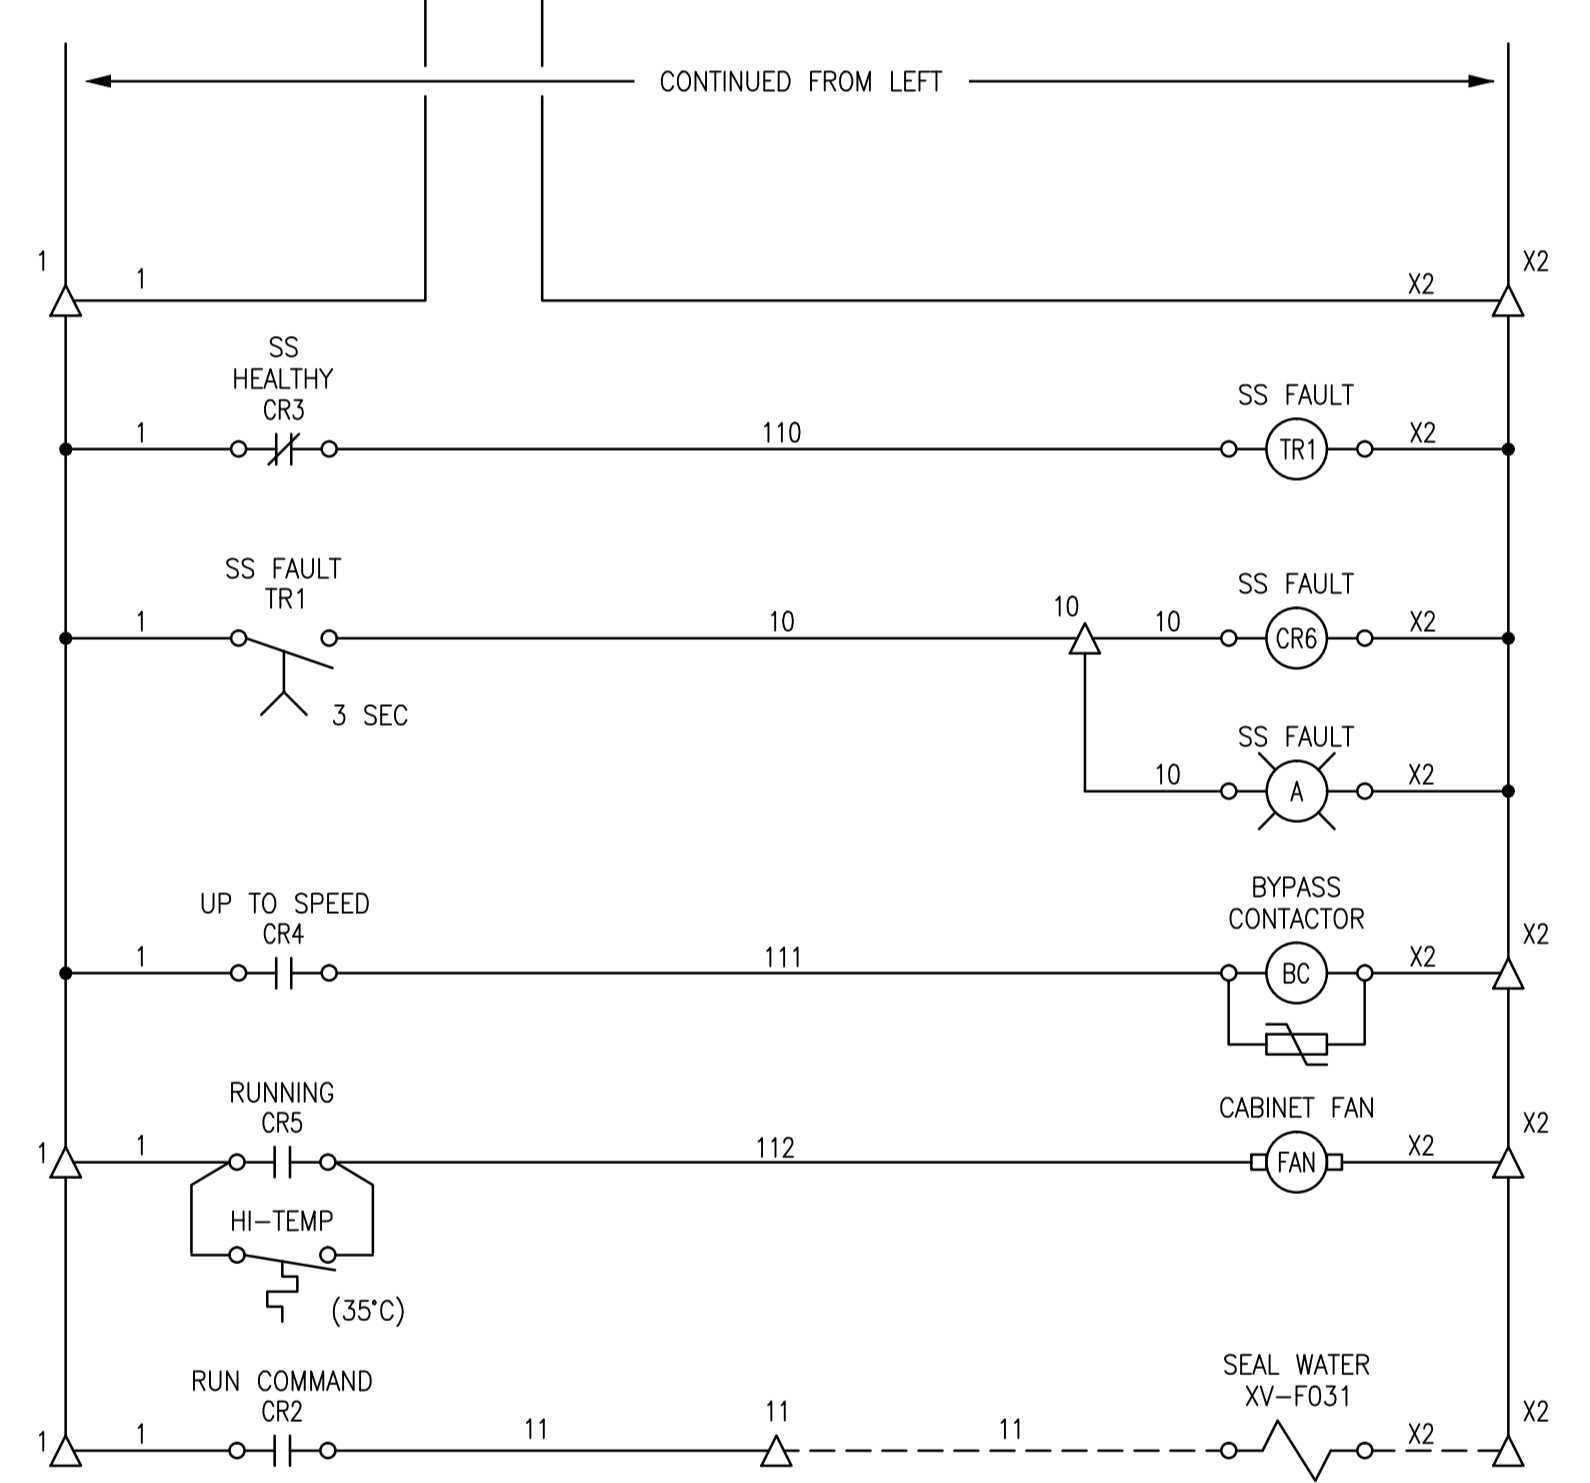 CONTINUED FROM LEFT
1
1
X2
X2
SS
HEALTHY
CR3
1
110
SS FAULT
TR1
X2
SS FAULT
TR1
1
3 SEC
10
10
10
SS FAULT
CR6
X2
10
SS FAULT
A
X2
UP TO SPEED
CR4
1
111
BYPASS
CONTACTOR
BC
X2
X2
RUNNING
CR5
1
1
112
CABINET FAN
FAN
X2
X2
HI-TEMP
(35°C)
RUN COMMAND
CR2
1
1
11
11
11
SEAL WATER
XV-F031
X2
X2